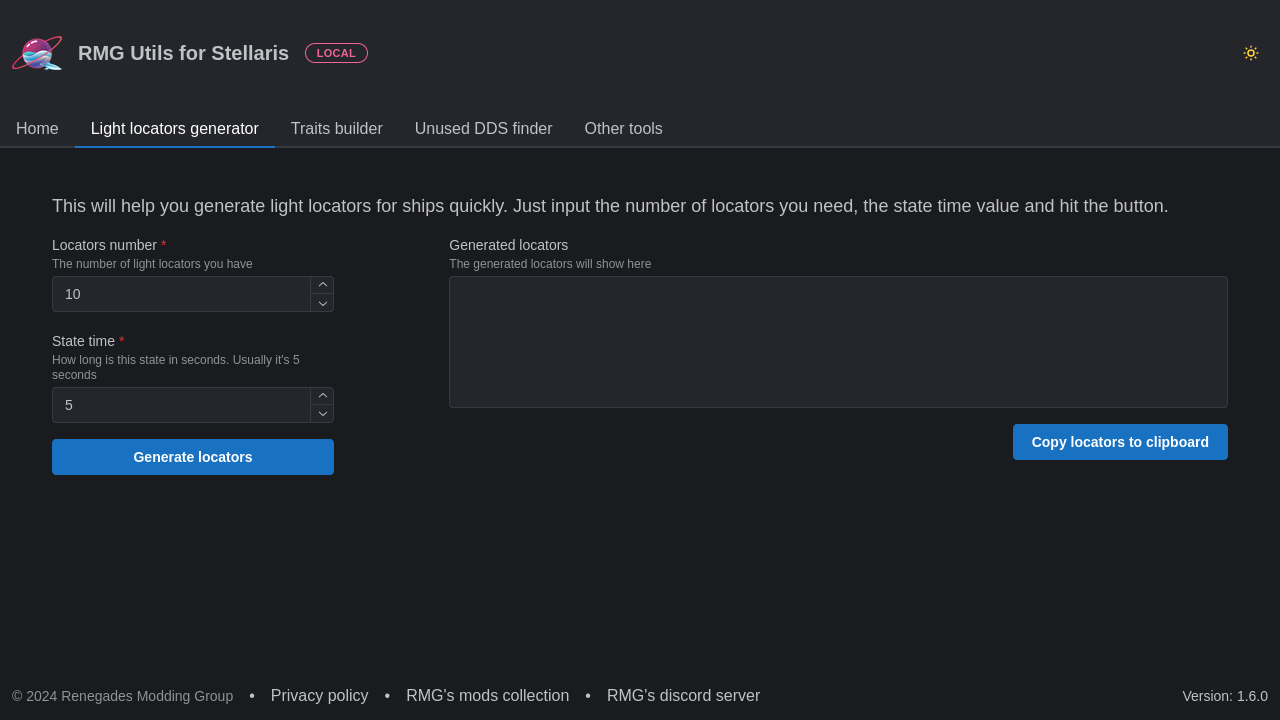 RMG Utils for Stellaris LOCAL
Home Light locators generator Traits builder Unused DDS finder Other tools
This will help you generate light locators for ships quickly. Just input the number of locators you need, the state time value and hit the button.
Locators number *
The number of light locators you have
10
State time *
How long is this state in seconds. Usually it's 5
seconds
5
Generate locators
Generated locators
The generated locators will show here
Copy locators to clipboard
© 2024 Renegades Modding Group • Privacy policy • RMG's mods collection • RMG's discord server Version: 1.6.0